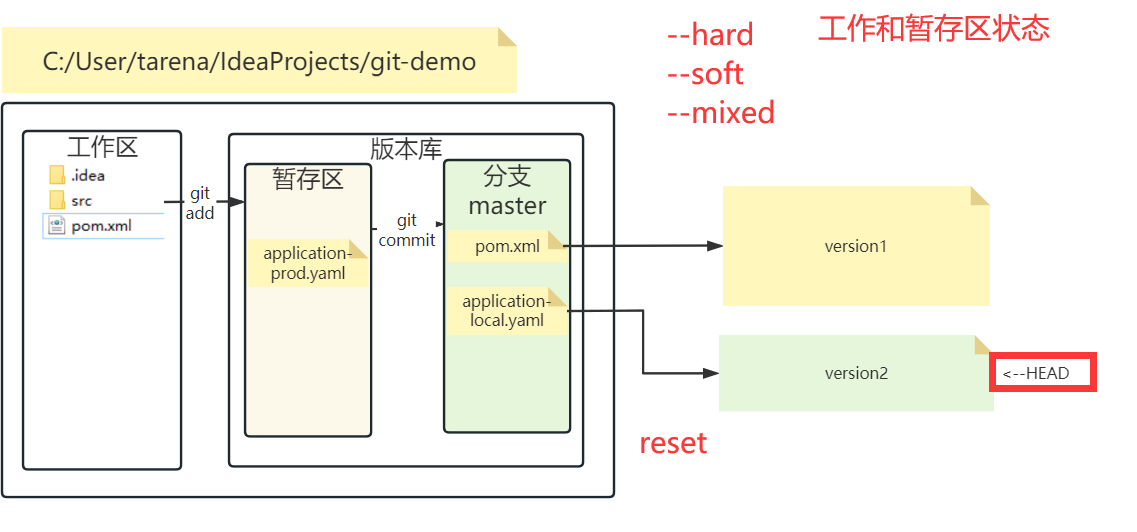 C:/User/tarena/IdeaProjects/git-demo
--hard
--soft
--mixed
工作和暂存区状态
工作区
.idea
src
pom.xml
git
add
版本库
暂存区
application-
prod.yaml
git
commit
分支
master
pom.xml
application-
local.yaml
version1
version2
<--HEAD
reset